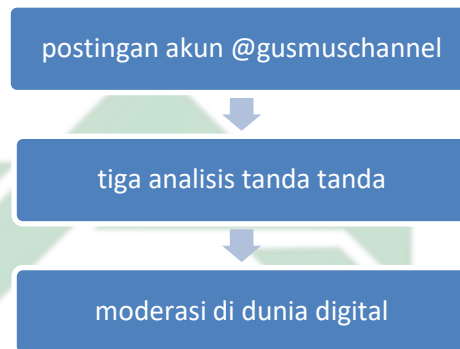 postingan akun @gusmuschannel
tiga analisis tanda tanda
moderasi di dunia digital